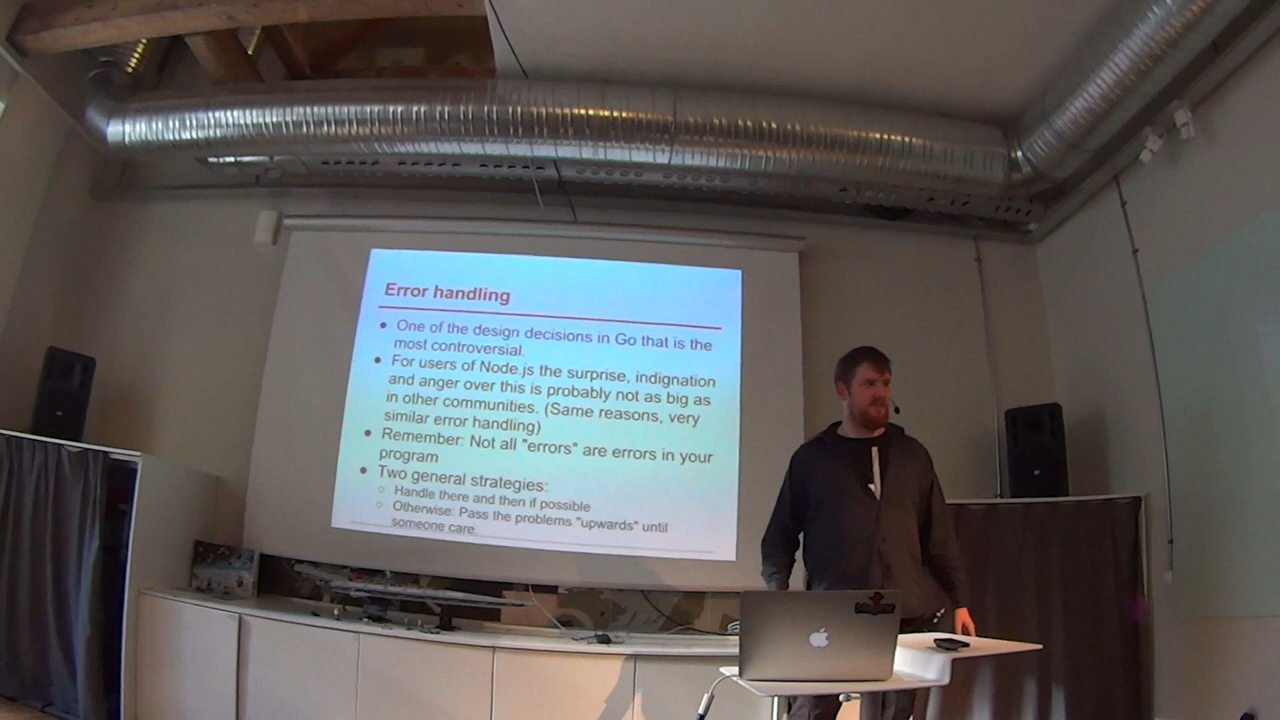 Error handling
● One of the design decisions in Go that is the
most controversial.
● For users of Node.js the surprise, indignation
and anger over this is probably not as big as
in other communities. (Same reasons, very
similar error handling)
● Remember: Not all "errors" are errors in your
program
● Two general strategies:
○ Handle there and then if possible
○ Otherwise: Pass the problems "upwards" until
someone care.